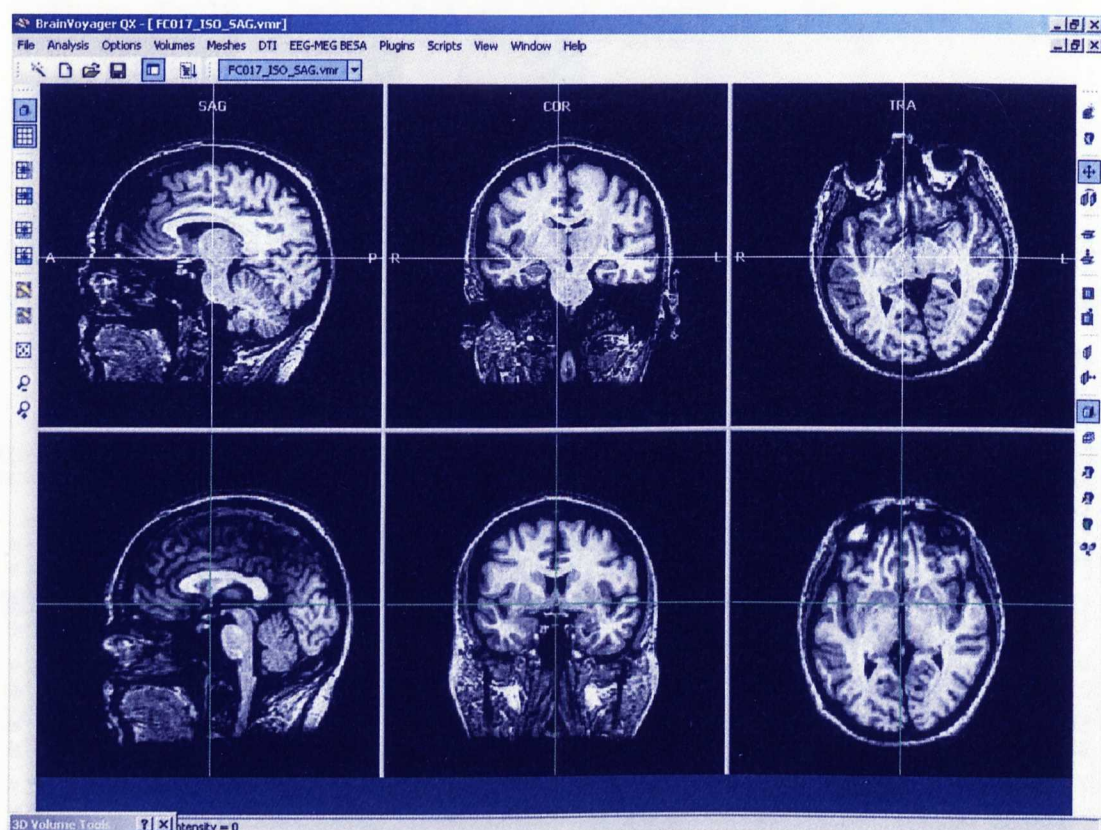 BrainVoyager QX - [ FC017_ISO_SAG.vmr]
File Analysis Options Volumes Meshes DTI EEG-MEG BESA Plugins Scripts View Window Help
FC017_ISO_SAG.vmr
SAG COR TRA
A P R L R L
3D Volume Tools ? X ntensity = 0